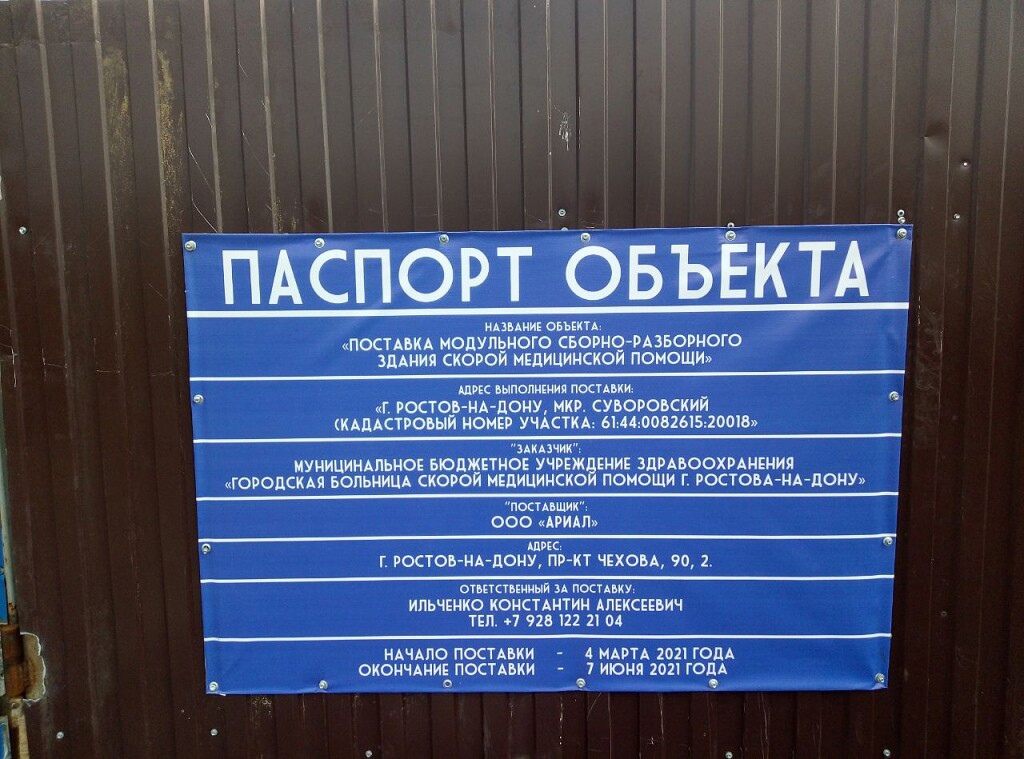 ПАСПОРТ ОБЪЕКТА
НАЗВАНИЕ ОБЪЕКТА:
«ПОСТАВКА МОДУЛЬНОГО СБОРНО-РАЗБОРНОГО
ЗДАНИЯ СКОРОЙ МЕДИЦИНСКОЙ ПОМОЩИ»
АДРЕС ВЫПОЛНЕНИЯ ПОСТАВКИ:
«Г. РОСТОВ-НА-ДОНУ, МКР. СУВОРОВСКИЙ
(КАДАСТРОВЫЙ НОМЕР УЧАСТКА: 61:44:0082615:20018»
"ЗАКАЗЧИК":
МУНИЦИНАЛЬНОЕ БЮДЖЕТНОЕ УЧРЕЖДЕНИЕ ЗДРАВООХРАНЕНИЯ
«ГОРОДСКАЯ БОЛЬНИЦА СКОРОЙ МЕДИЦИНСКОЙ ПОМОЩИ Г. РОСТОВА-НА-ДОНУ»
"ПОСТАВЩИК":
ООО «АРИАЛ»
АДРЕС:
Г. РОСТОВ-НА-ДОНУ, ПР-КТ ЧЕХОВА, 90, 2.
ОТВЕТСТВЕННЫЙ ЗА ПОСТАВКУ:
ИЛЬЧЕНКО КОНСТАНТИН АЛЕКСЕЕВИЧ
ТЕЛ. +7 928 122 21 04
НАЧАЛО ПОСТАВКИ - 4 МАРТА 2021 ГОДА
ОКОНЧАНИЕ ПОСТАВКИ - 7 ИЮНЯ 2021 ГОДА